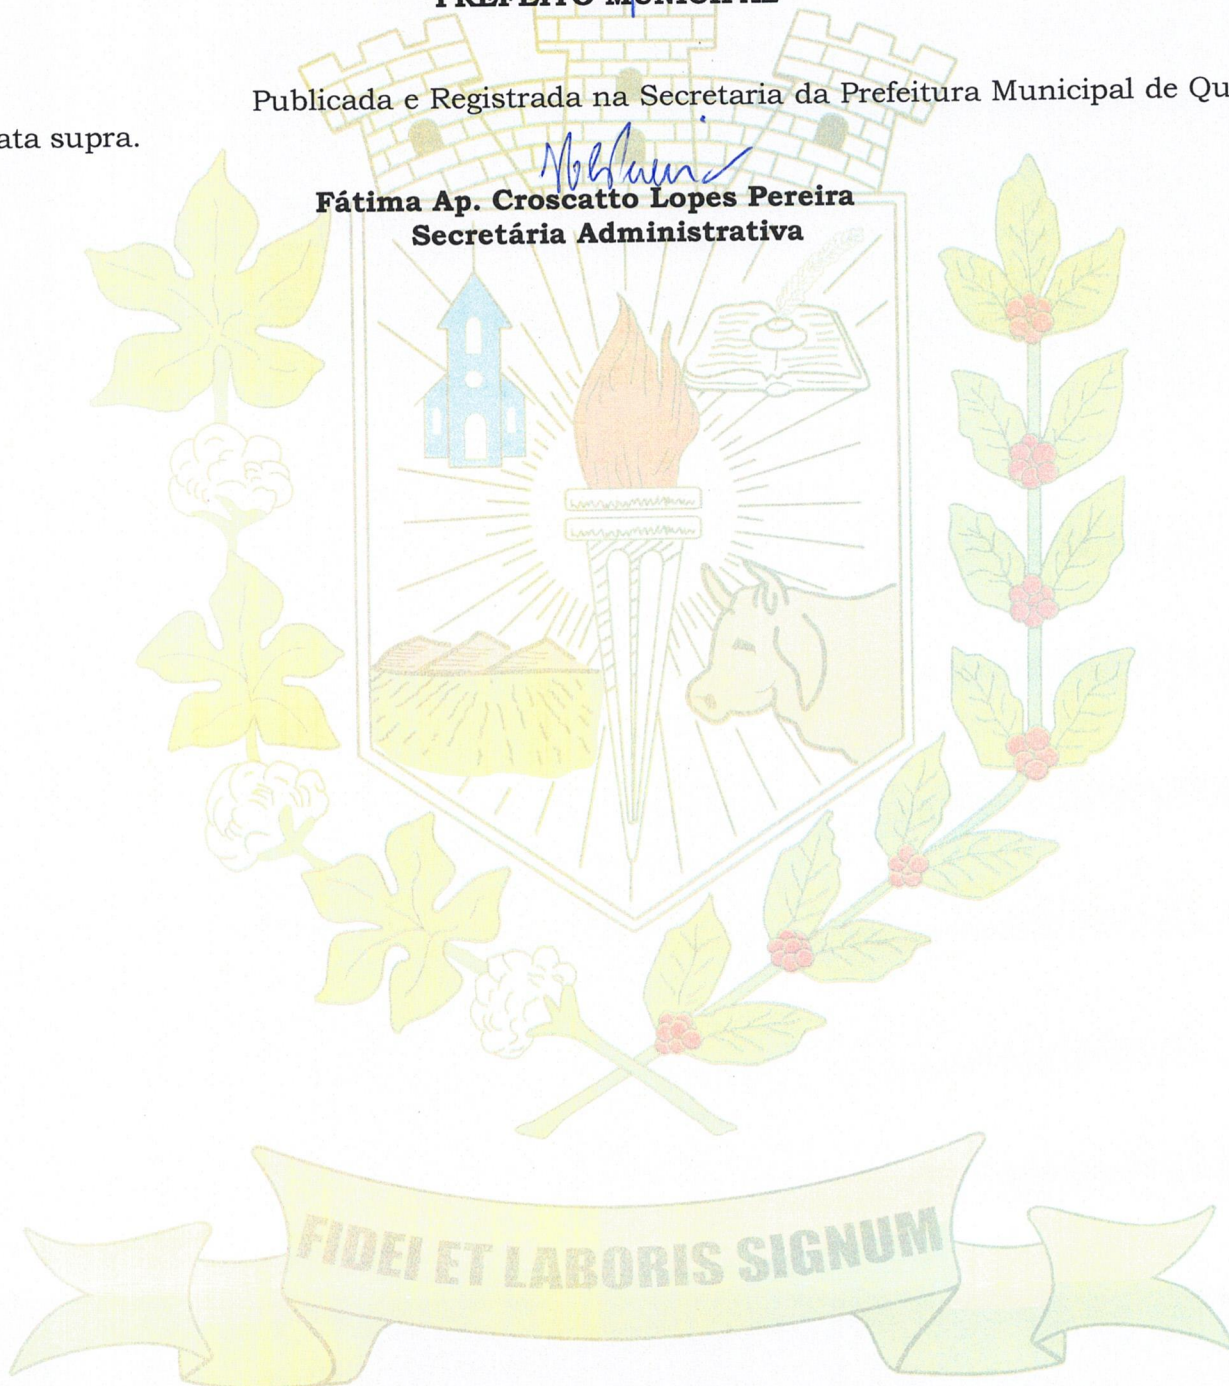 PREFEITO MUNICIPAL
Publicada e Registrada na Secretaria da Prefeitura Municipal de Qu
ata supra.
Fátima Ap. Croscatto Lopes Pereira
Secretária Administrativa
FIDEI ET LABORIS SIGNUM